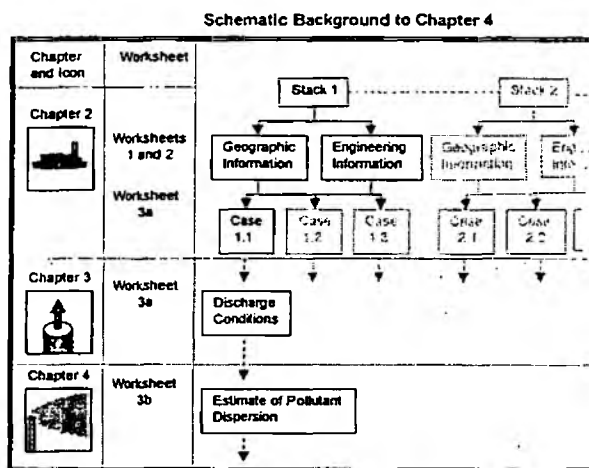 Schematic Background to Chapter 4
Chapter and Icon
Worksheet
Stack 1
Stack 2
Chapter 2
Worksheets 1 and 2
Geographic Information
Engineering Information
Geographic Information
Worksheet 3a
Case 1.1
Case 1.2
Case 1.3
Case 2.1
Case 2.2
Chapter 3
Worksheet 3a
Discharge Conditions
Chapter 4
Worksheet 3b
Estimate of Pollutant Dispersion